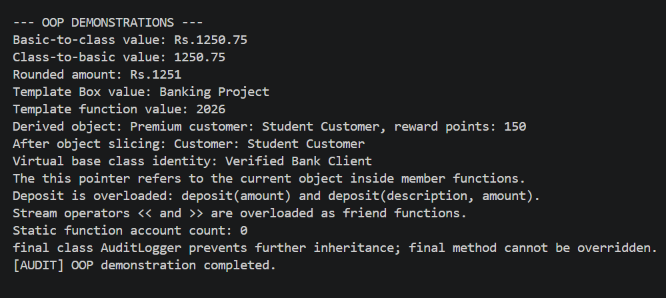 --- OOP DEMONSTRATIONS ---
Basic-to-class value: Rs.1250.75
Class-to-basic value: 1250.75
Rounded amount: Rs.1251
Template Box value: Banking Project
Template function value: 2026
Derived object: Premium customer: Student Customer, reward points: 150
After object slicing: Customer: Student Customer
Virtual base class identity: Verified Bank Client
The this pointer refers to the current object inside member functions.
Deposit is overloaded: deposit(amount) and deposit(description, amount).
Stream operators << and >> are overloaded as friend functions.
Static function account count: 0
final class AuditLogger prevents further inheritance; final method cannot be overridden.
[AUDIT] OOP demonstration completed.